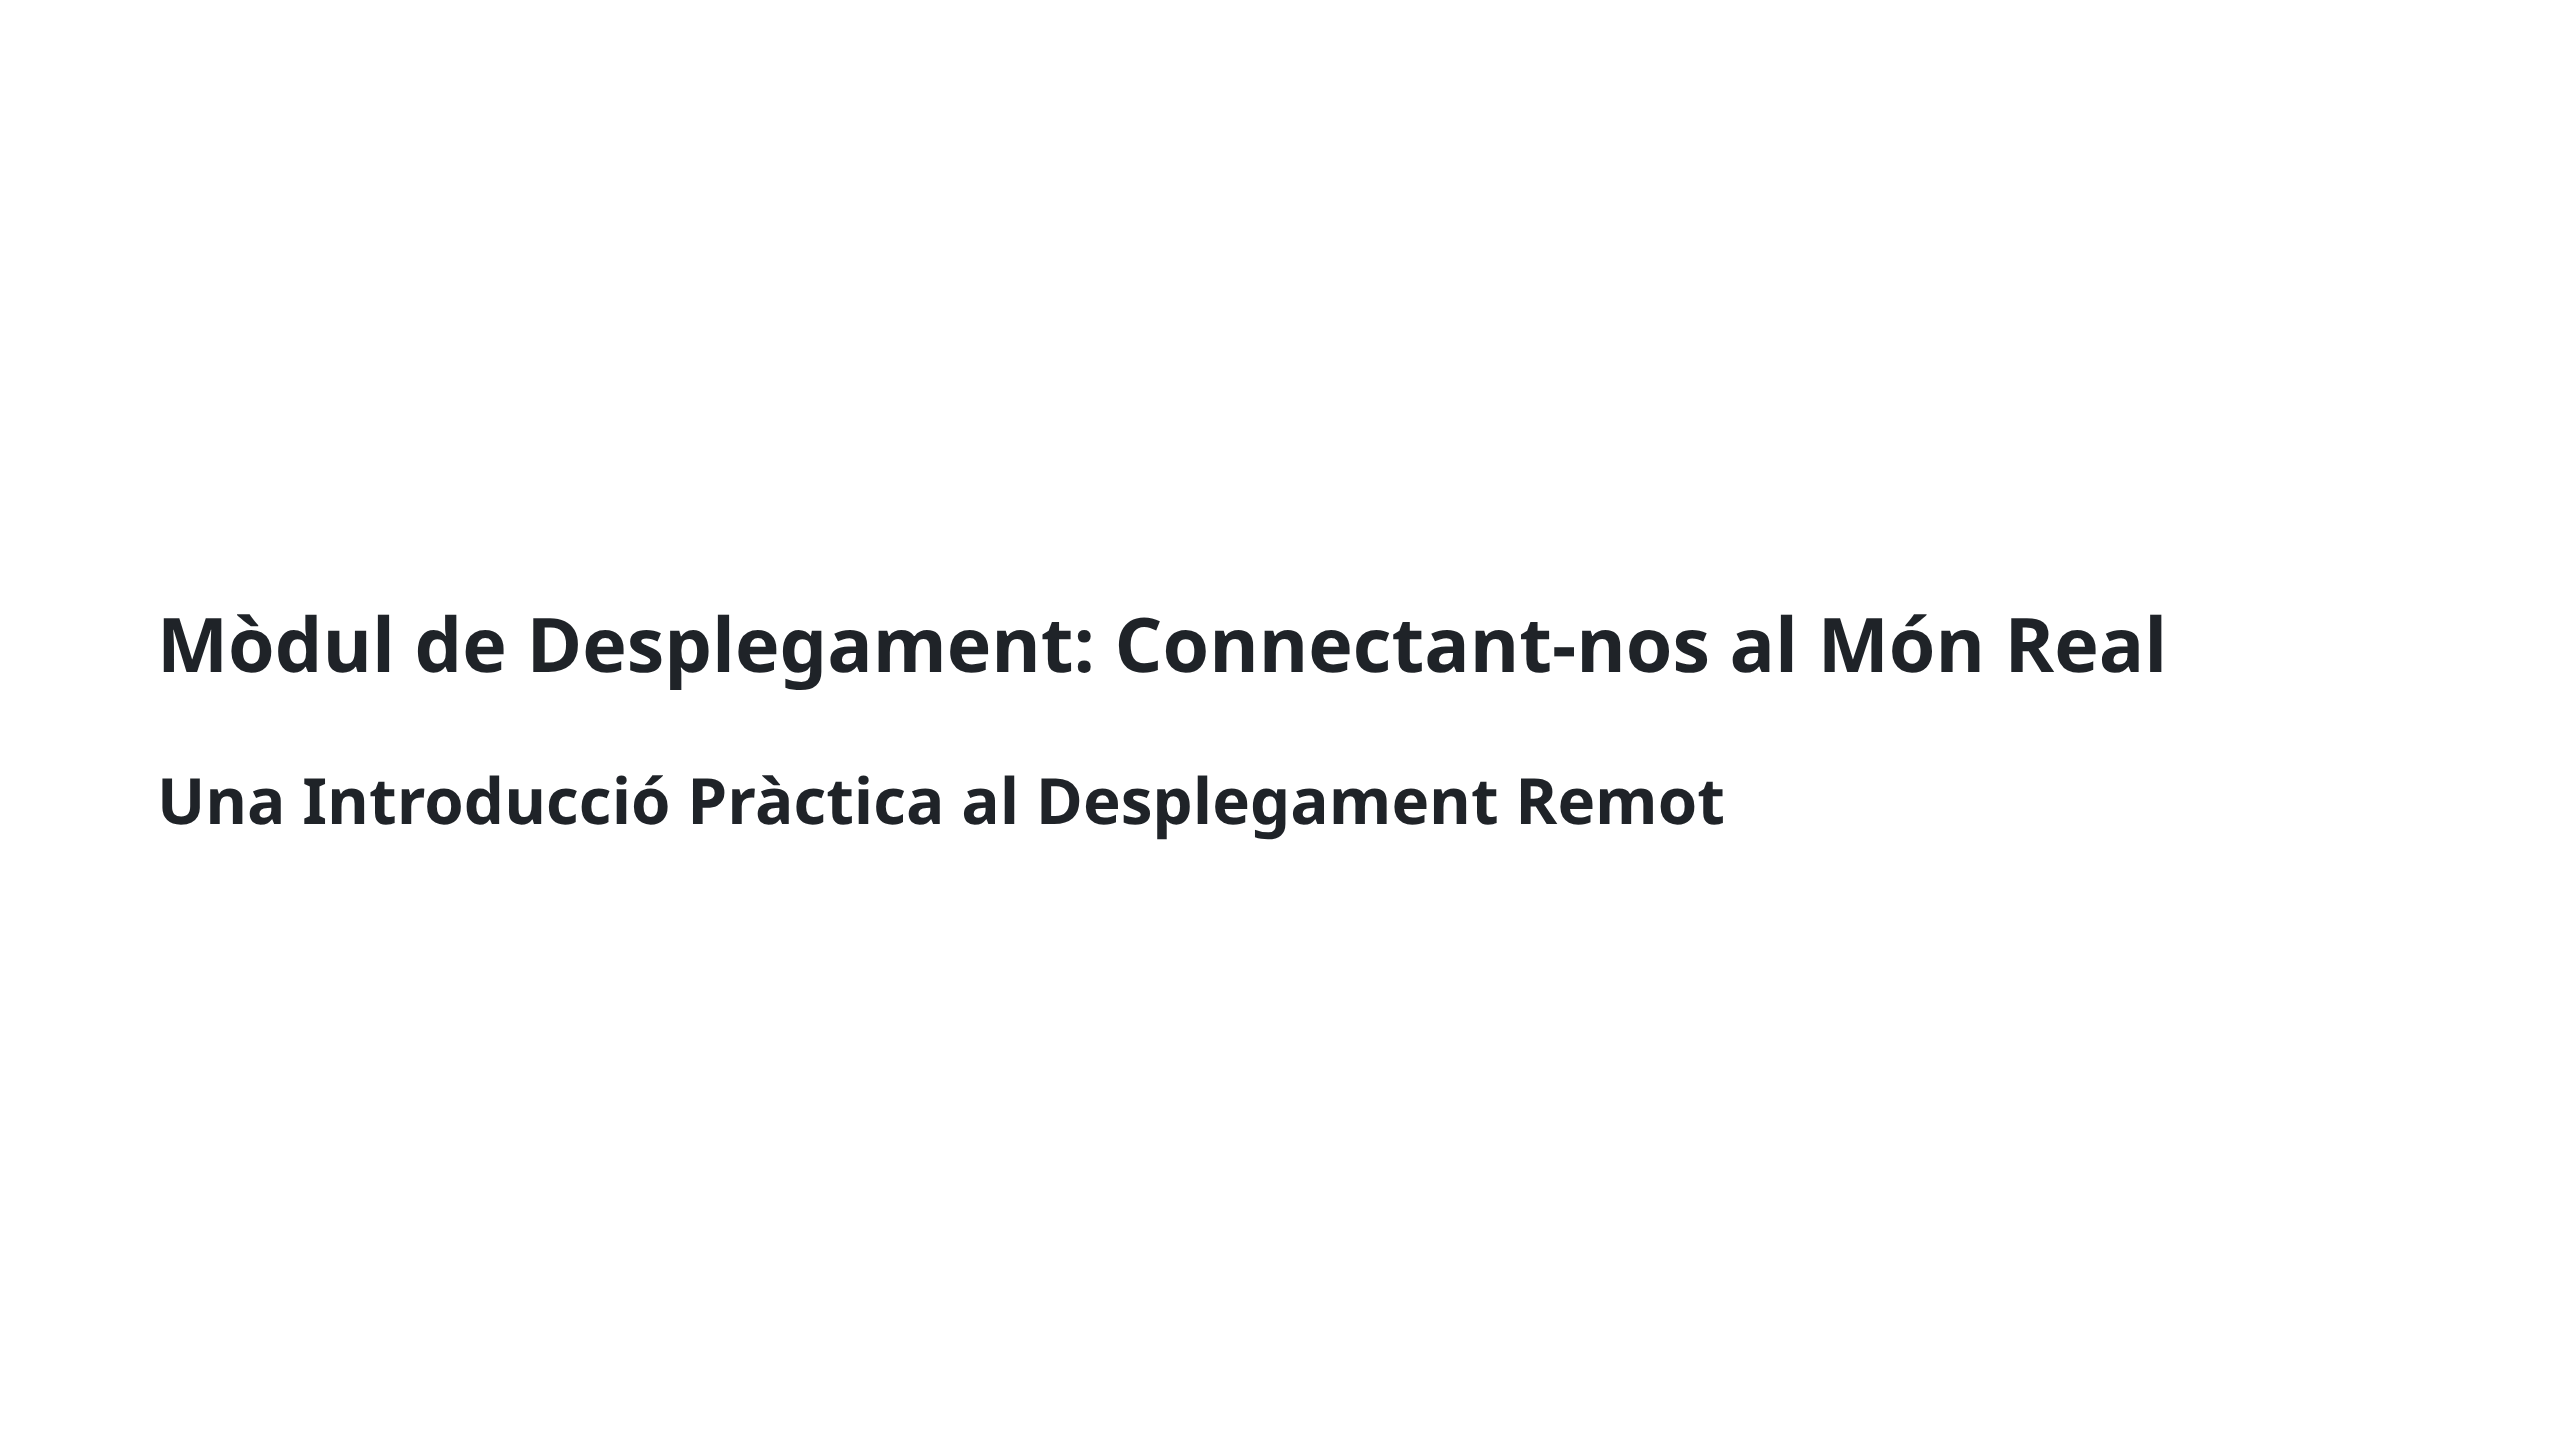 Mòdul de Desplegament: Connectant-nos al Món Real
Una Introducció Pràctica al Desplegament Remot